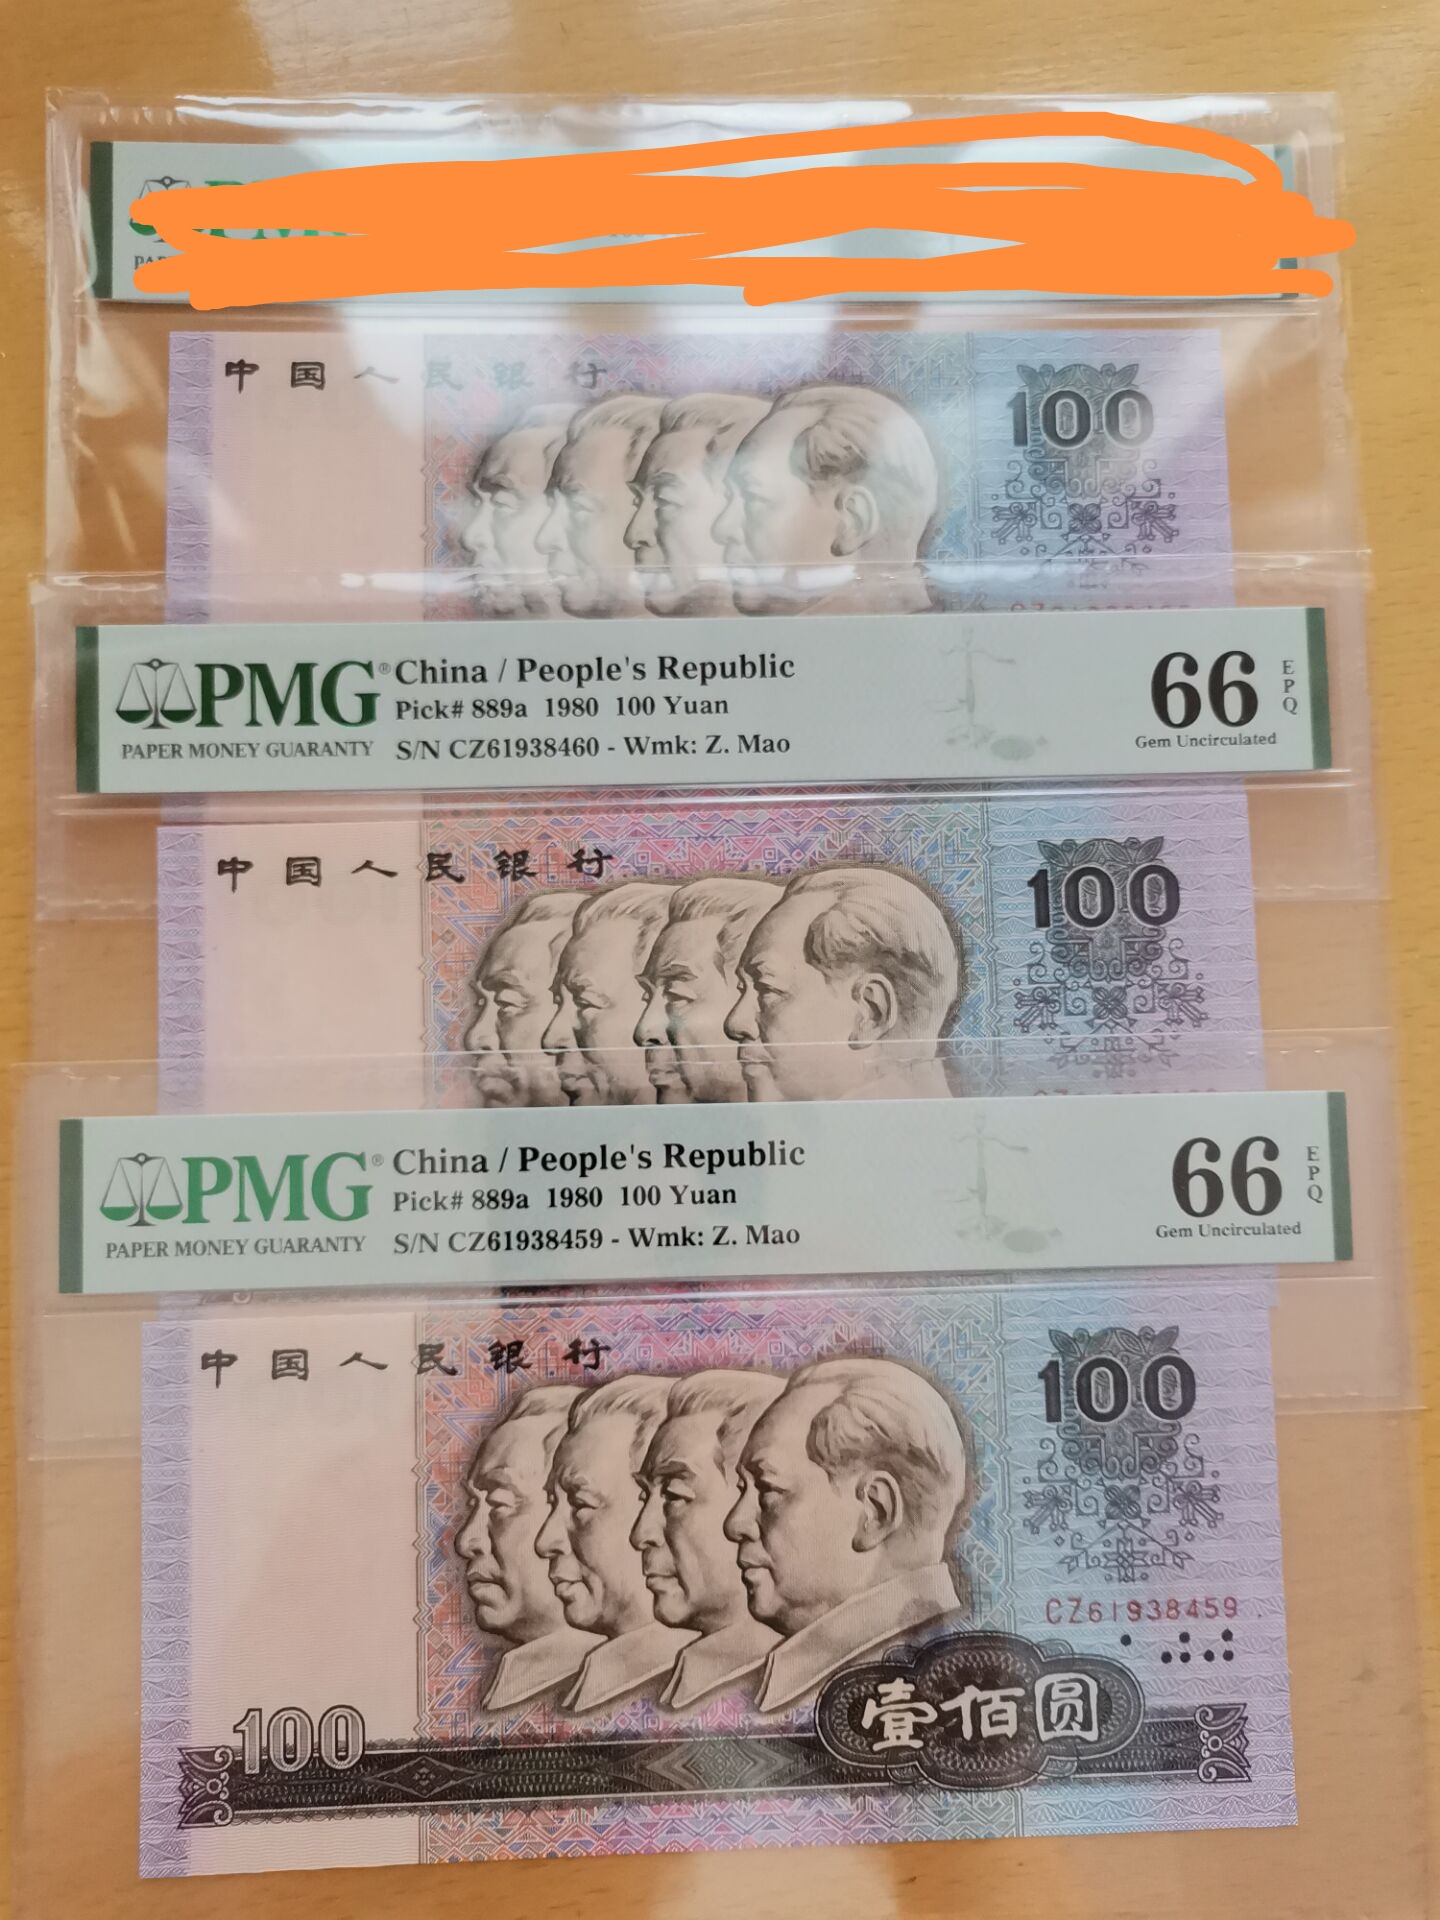 中国人民银行
100
PMG® China / People's Republic
66 EPQ
Pick# 889a 1980 100 Yuan
Gem Uncirculated
PAPER MONEY GUARANTY S/N CZ61938460 - Wmk: Z. Mao
中国人民银行
100
PMG® China / People's Republic
66 EPQ
Pick# 889a 1980 100 Yuan
Gem Uncirculated
PAPER MONEY GUARANTY S/N CZ61938459 - Wmk: Z. Mao
中国人民银行
100
CZ61938459
壹佰圆
100